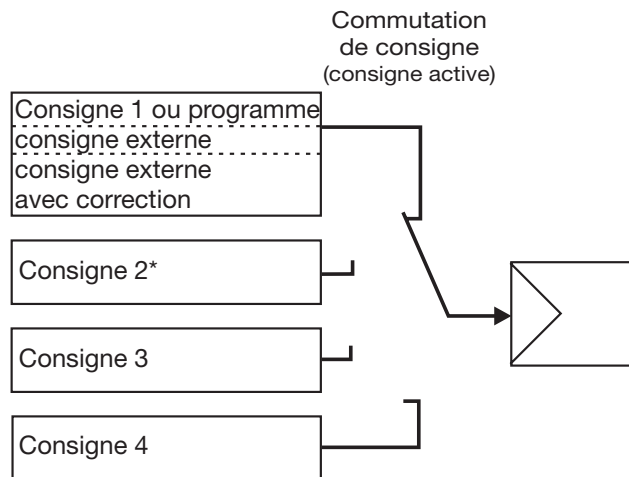 Commutation
de consigne
(consigne active)
Consigne 1 ou programme
consigne externe
consigne externe
avec correction
Consigne 2*
Consigne 3
Consigne 4